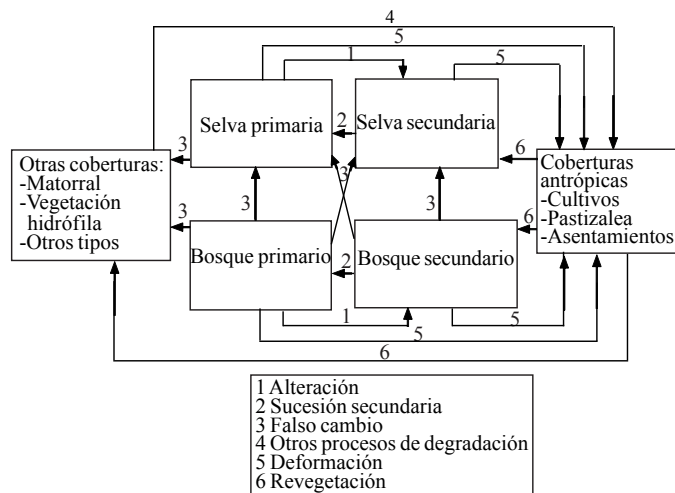 4
5
1
5
Selva primaria
2
Selva secundaria
3
6
Otras coberturas:
-Matorral
-Vegetación
hidrófila
-Otros tipos
3
3
3
3
Coberturas
antrópicas
-Cultivos
-Pastizalea
-Asentamientos
6
Bosque primario
2
Bosque secundario
1
5
5
6
1 Alteración
2 Sucesión secundaria
3 Falso cambio
4 Otros procesos de degradación
5 Deformación
6 Revegetación